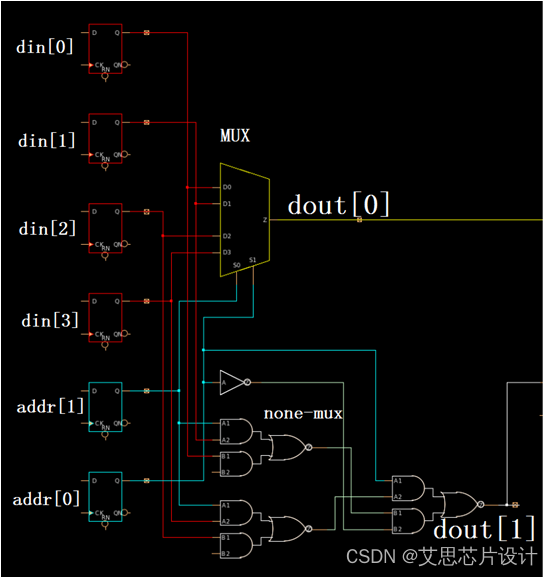 din[0]
D Q
CK QN
RN
din[1]
D Q
CK QN
RN
MUX
D0
D1
D2
D3
Z
S0 S1
dout[0]
din[2]
D Q
CK QN
RN
din[3]
D Q
CK QN
RN
addr[1]
D Q
CK QN
RN
A
none-mux
A1
A2
B1
B2
addr[0]
D Q
CK QN
RN
A1
A2
B1
B2
A1
A2
B1
B2
dout[1]
CSDN @艾思芯片设计